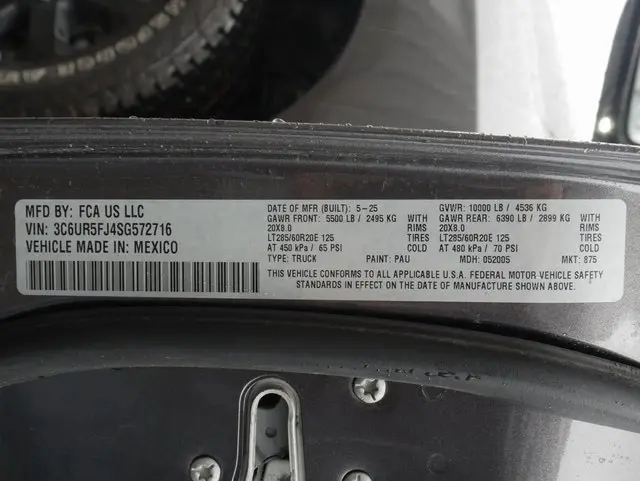 MFD BY: FCA US LLC
VIN: 3C6UR5FJ4SG572716
VEHICLE MADE IN: MEXICO
DATE OF MFR (BUILT): 5-25 GVWR: 10000 LB / 4536 KG
GAWR FRONT: 5500 LB / 2495 KG WITH GAWR REAR: 6390 LB / 2899 KG WITH
20X8.0 RIMS 20X8.0 RIMS
LT285/60R20E 125 TIRES LT285/60R20E 125 TIRES
AT 450 kPa / 65 PSI COLD AT 480 kPa / 70 PSI COLD
TYPE: TRUCK PAINT: PAU MDH: 052005 MKT: 875
THIS VEHICLE CONFORMS TO ALL APPLICABLE U.S.A. FEDERAL MOTOR VEHICLE SAFETY
STANDARDS IN EFFECT ON THE DATE OF MANUFACTURE SHOWN ABOVE.